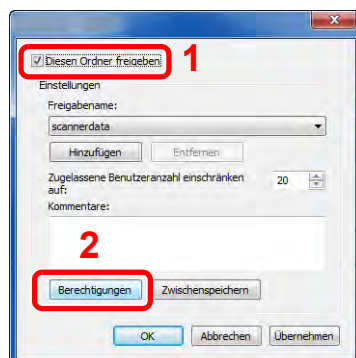 Diesen Ordner freigeben
1
Einstellungen
Freigabename:
scannerdata
Hinzufügen
Entfernen
Zugelassene Benutzeranzahl einschränken
auf:
20
Kommentare:
2
Berechtigungen
Zwischenspeichern
OK
Abbrechen
Übernehmen